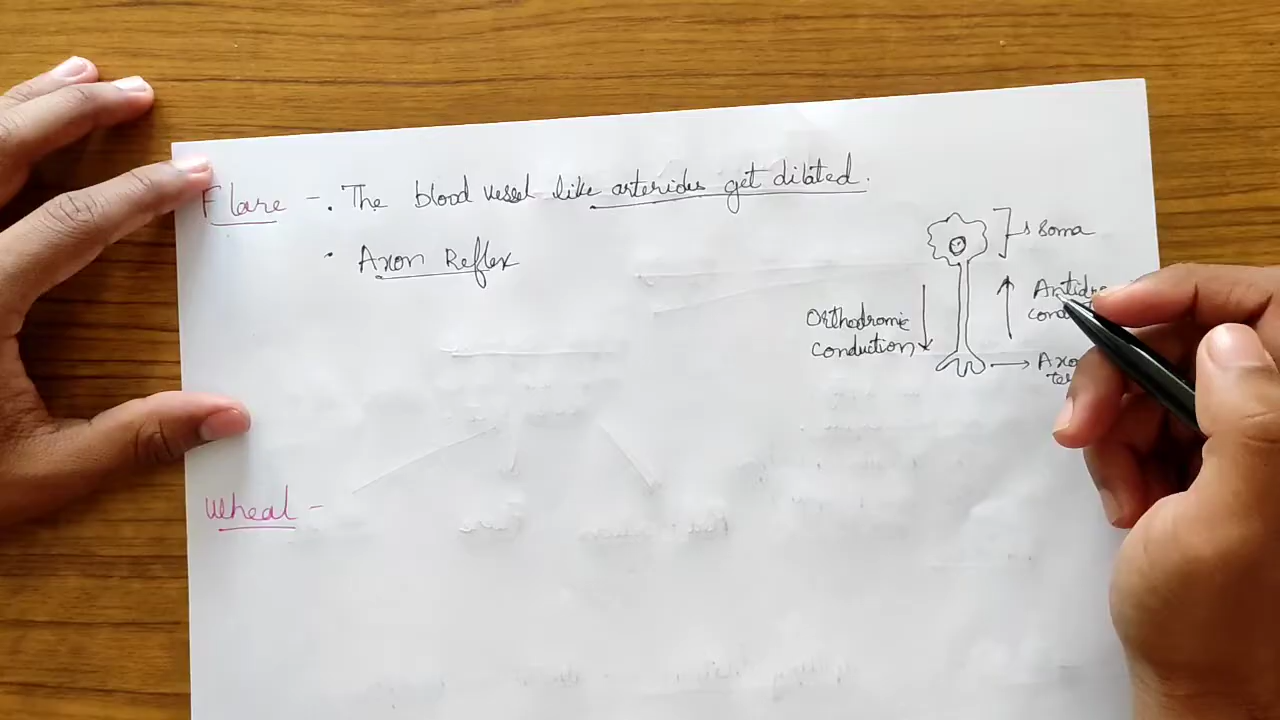 Flare - . The blood vessel like arterioles get dilated.
. Axon Reflex
Soma
Orthodromic
conduction
Wheal -